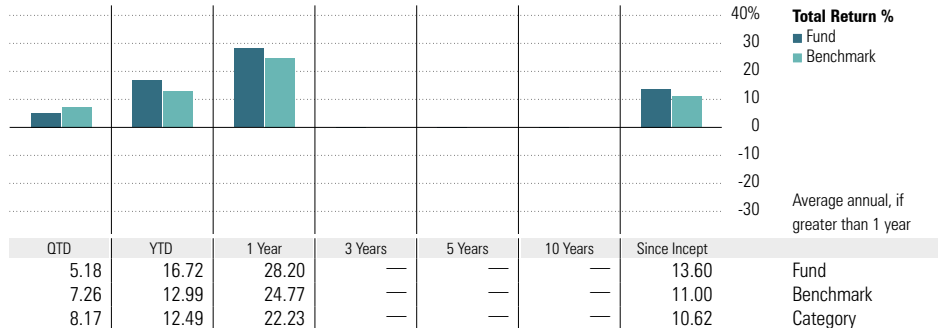 40%
30
20
10
0
-10
-20
-30
Total Return %
Fund
Benchmark
Average annual, if
greater than 1 year
QTD YTD 1 Year 3 Years 5 Years 10 Years Since Incept
5.18 16.72 28.20 — — — 13.60 Fund
7.26 12.99 24.77 — — — 11.00 Benchmark
8.17 12.49 22.23 — — — 10.62 Category